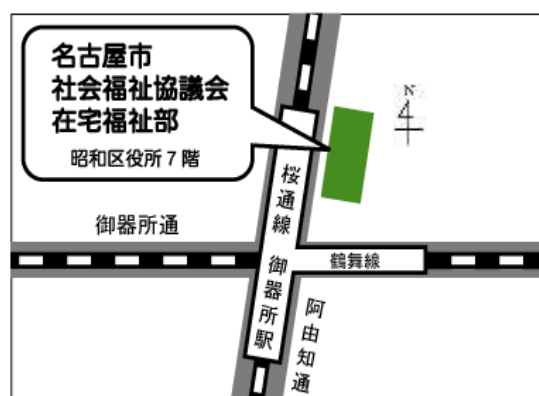 名古屋市
社会福祉協議会
在宅福祉部
昭和区役所7階
N
桜通線 御器所駅
御器所通
鶴舞線
阿由知通